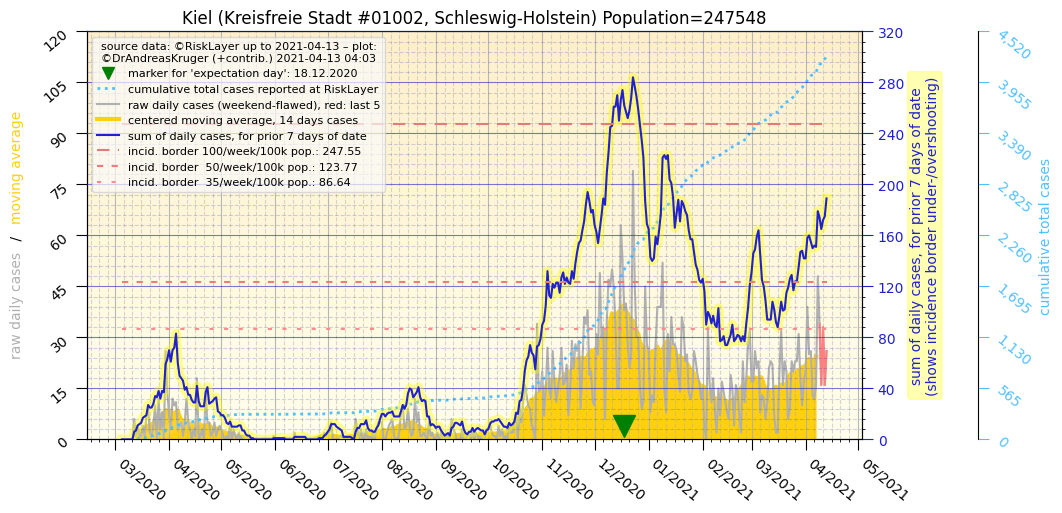 Kiel (Kreisfreie Stadt #01002, Schleswig-Holstein) Population=247548
source data: ©RiskLayer up to 2021-04-13 – plot:
©DrAndreasKruger (+contrib.) 2021-04-13 04:03
marker for 'expectation day': 18.12.2020
cumulative total cases reported at RiskLayer
raw daily cases (weekend-flawed), red: last 5
centered moving average, 14 days cases
sum of daily cases, for prior 7 days of date
incid. border 100/week/100k pop.: 247.55
incid. border  50/week/100k pop.: 123.77
incid. border  35/week/100k pop.: 86.64
raw daily cases / moving average
120
105
90
75
60
45
30
15
0
03/2020
04/2020
05/2020
06/2020
07/2020
08/2020
09/2020
10/2020
11/2020
12/2020
01/2021
02/2021
03/2021
04/2021
05/2021
320
280
240
200
160
120
80
40
0
sum of daily cases, for prior 7 days of date
(shows incidence border under-/overshooting)
4,520
3,955
3,390
2,825
2,260
1,695
1,130
565
0
cumulative total cases